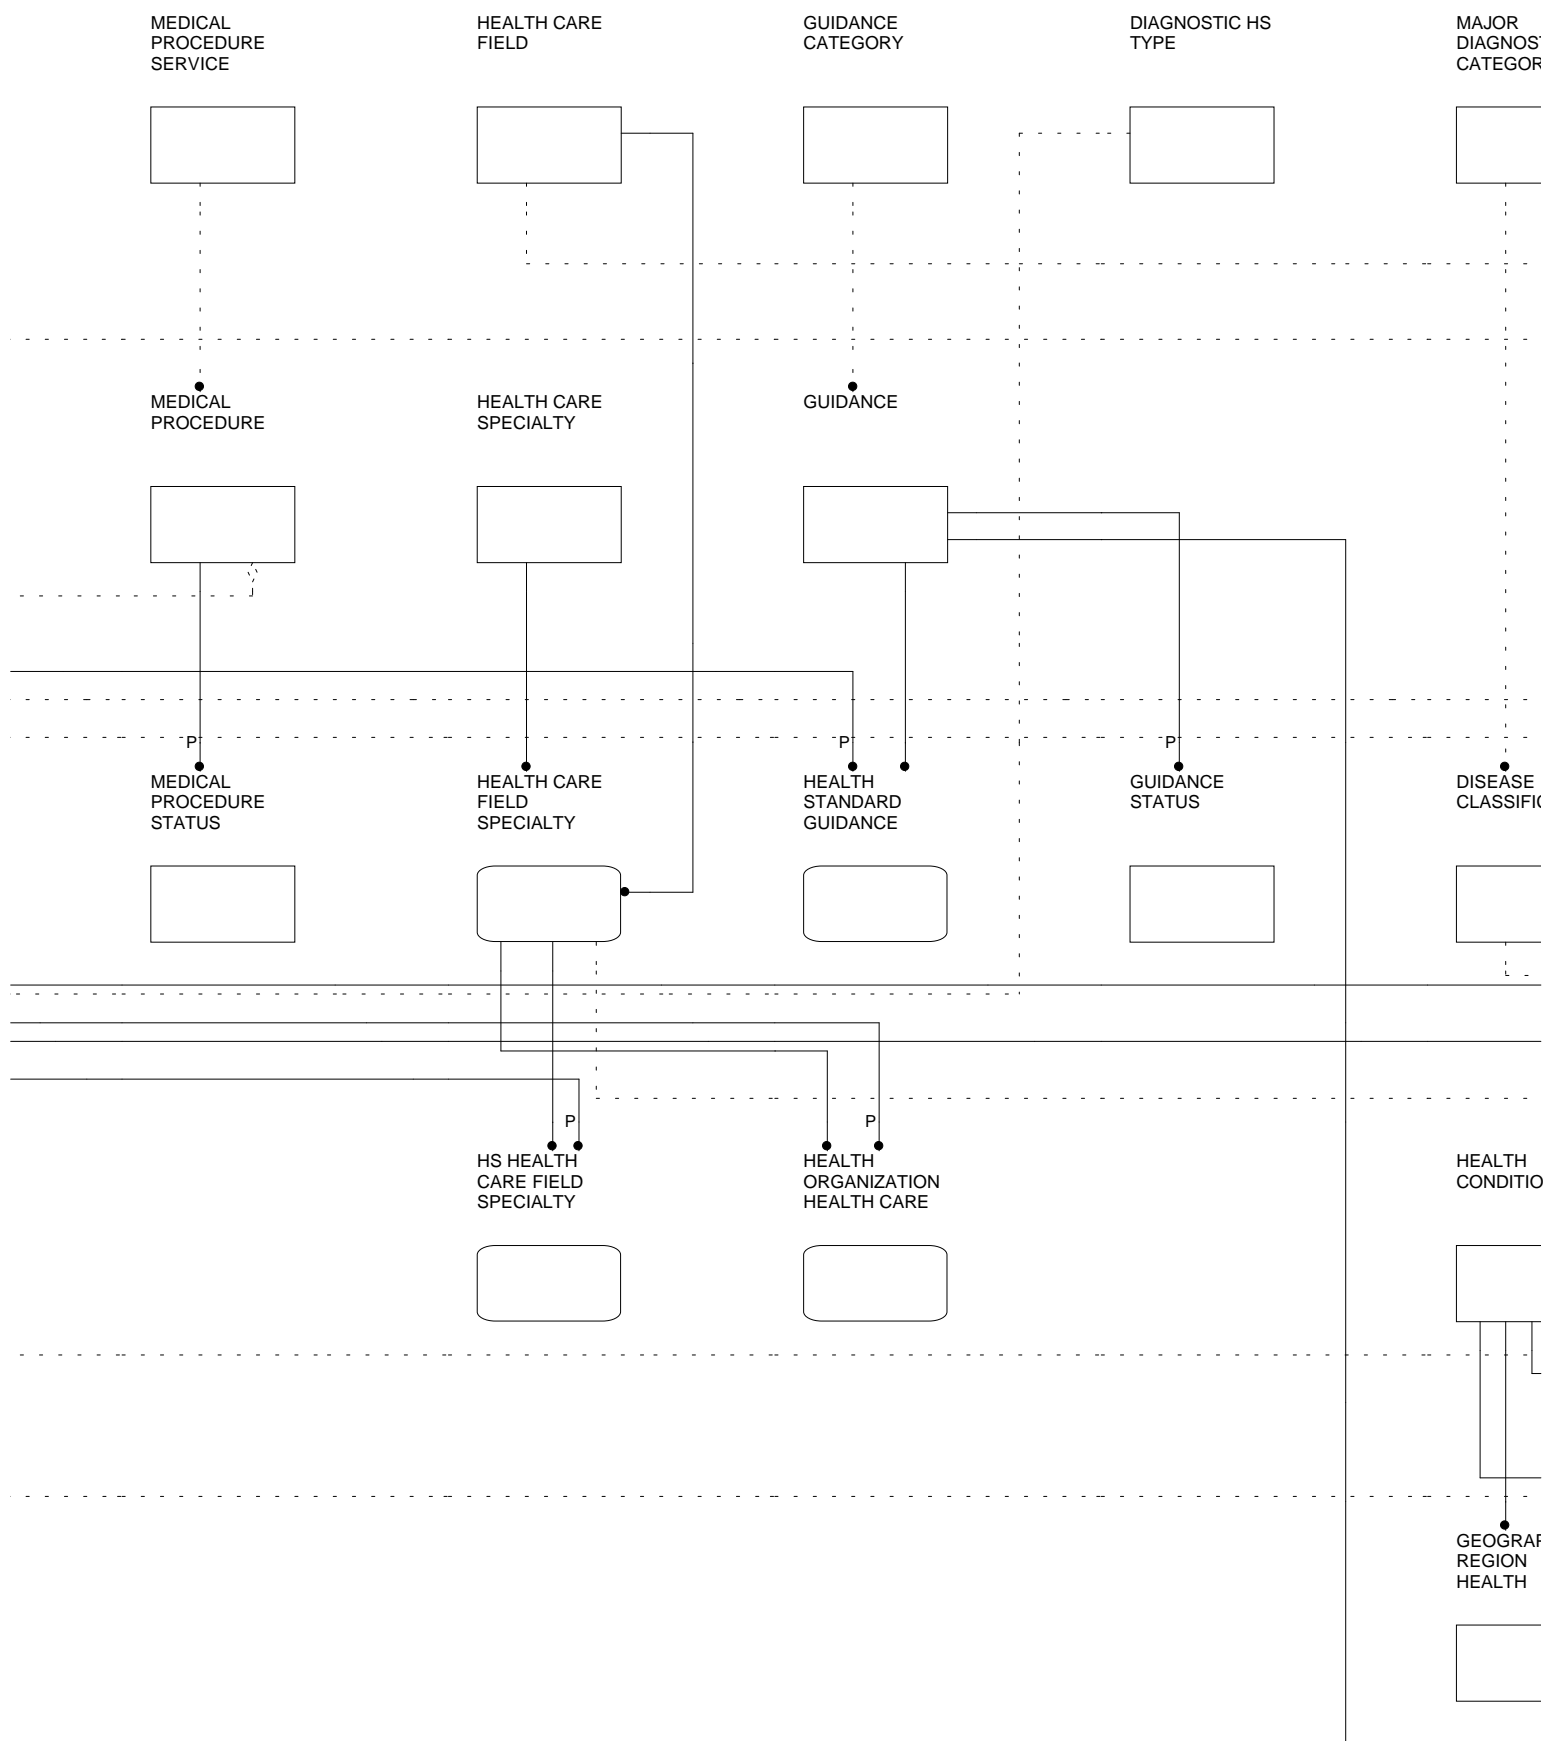 MEDICAL
PROCEDURE
SERVICE
HEALTH CARE
FIELD
GUIDANCE
CATEGORY
DIAGNOSTIC HS
TYPE
MAJOR
CATEGOR
MEDICAL
PROCEDURE
HEALTH CARE
SPECIALTY
GUIDANCE
P
MEDICAL
PROCEDURE
STATUS
HEALTH CARE
FIELD
SPECIALTY
P
HEALTH
STANDARD
GUIDANCE
P
GUIDANCE
STATUS
DISEASE
P
HS HEALTH
CARE FIELD
SPECIALTY
P
HEALTH
ORGANIZATION
HEALTH CARE
HEALTH
CONDITIO
REGION
HEALTH